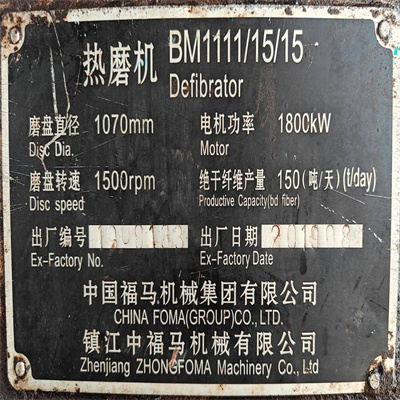 热磨机 BM1111/15/15
Defibrator
磨盘直径 1070mm 电机功率 1800kW
Disc Dia. Motor
磨盘转速 1500rpm 绝干纤维产量 150(吨/天)(t/day)
Disc speed Productive Capacity(bd fiber)
出厂编号 出厂日期
Ex-Factory No. Ex-Factory Date
中国福马机械集团有限公司
CHINA FOMA(GROUP)CO.,LTD.
镇江中福马机械有限公司
Zhenjiang ZHONGFOMA Machinery Co.,Ltd